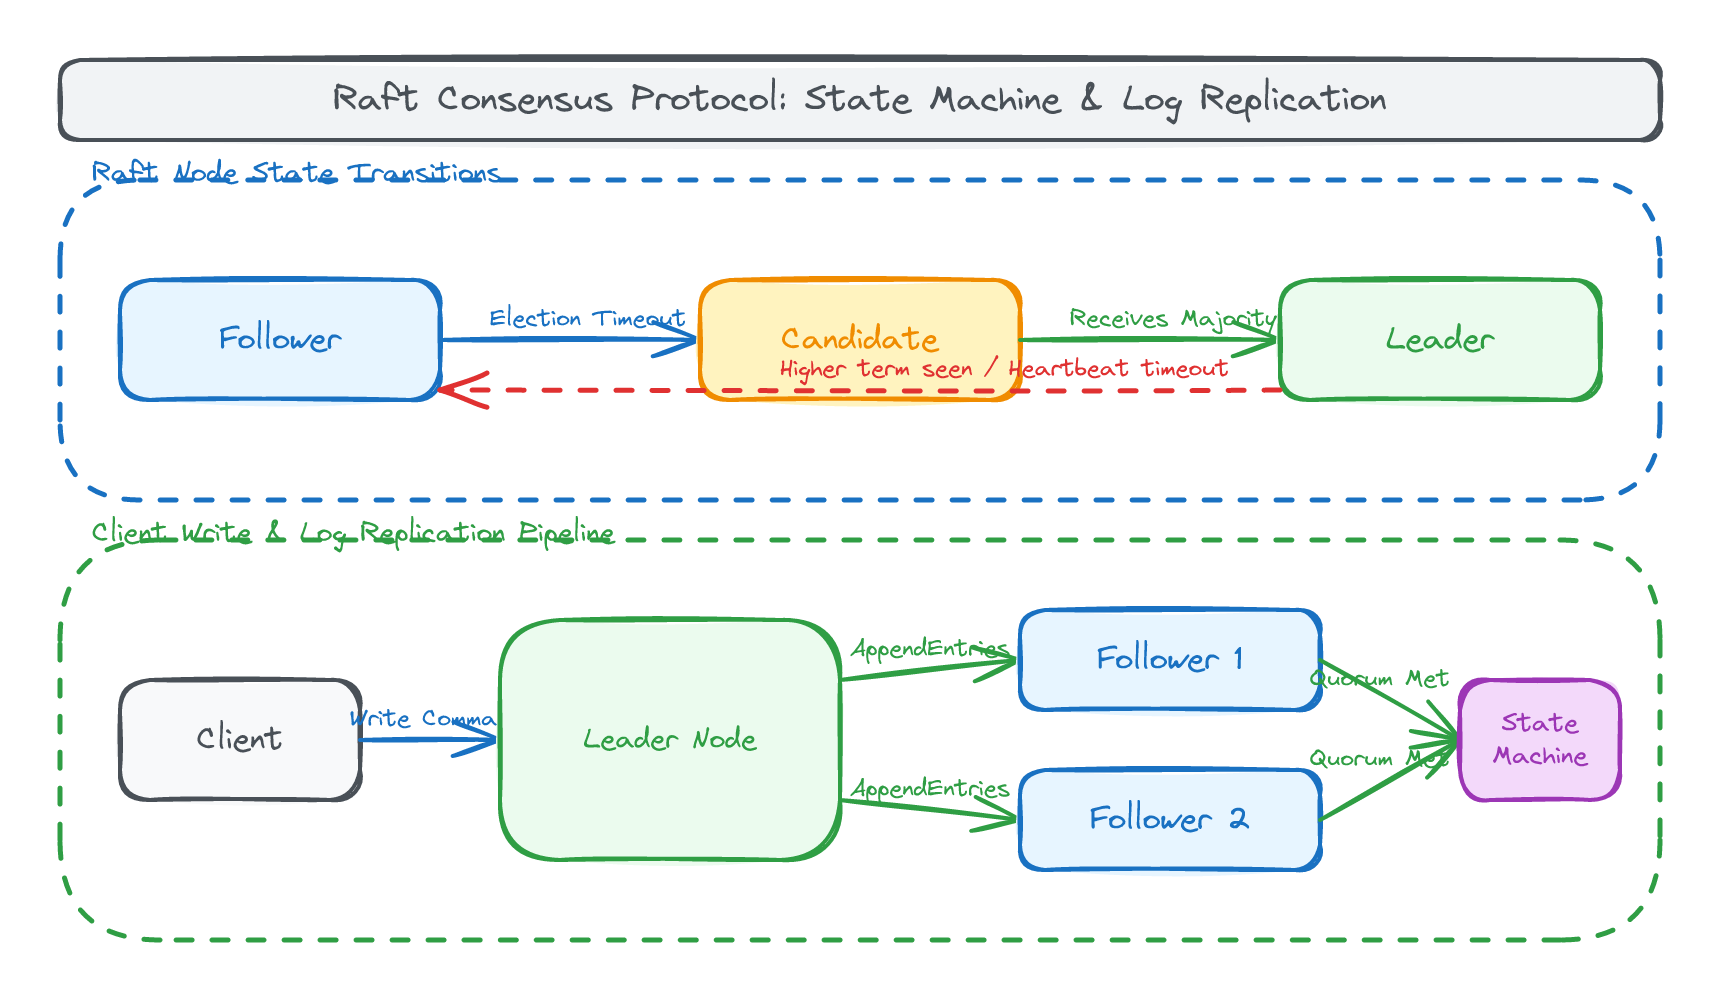 Raft Consensus Protocol: State Machine & Log Replication
Raft Node State Transitions
Follower
Election Timeout
Candidate
Receives Majority
Leader
Higher term seen / Heartbeat timeout
Client Write & Log Replication Pipeline
Client
Write Comma
Leader Node
AppendEntries
AppendEntries
Follower 1
Follower 2
Quorum Met
Quorum Met
State
Machine